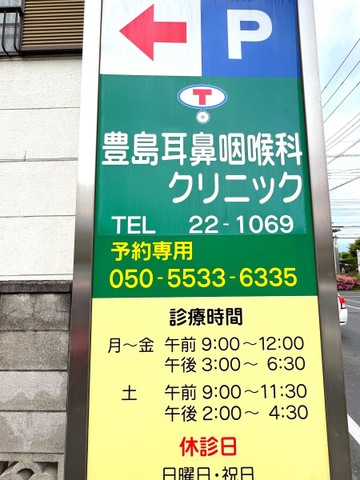 P
T
豊島耳鼻咽喉科
クリニック
TEL 22-1069
予約専用
050-5533-6335
診療時間
月〜金 午前 9:00〜12:00
午後 3:00〜 6:30
土 午前 9:00〜11:30
午後 2:00〜 4:30
休診日
日曜日・祝日